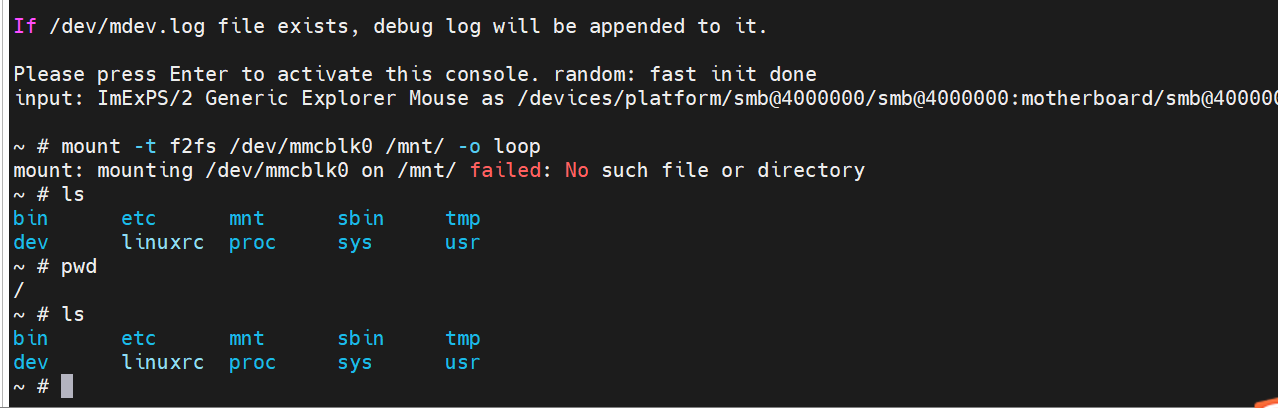 If /dev/mdev.log file exists, debug log will be appended to it.
Please press Enter to activate this console. random: fast init done
input: ImExPS/2 Generic Explorer Mouse as /devices/platform/smb@4000000/smb@4000000:motherboard/smb@400000
~ # mount -t f2fs /dev/mmcblk0 /mnt/ -o loop
mount: mounting /dev/mmcblk0 on /mnt/ failed: No such file or directory
~ # ls
bin etc mnt sbin tmp
dev linuxrc proc sys usr
~ # pwd
/
~ # ls
bin etc mnt sbin tmp
dev linuxrc proc sys usr
~ #